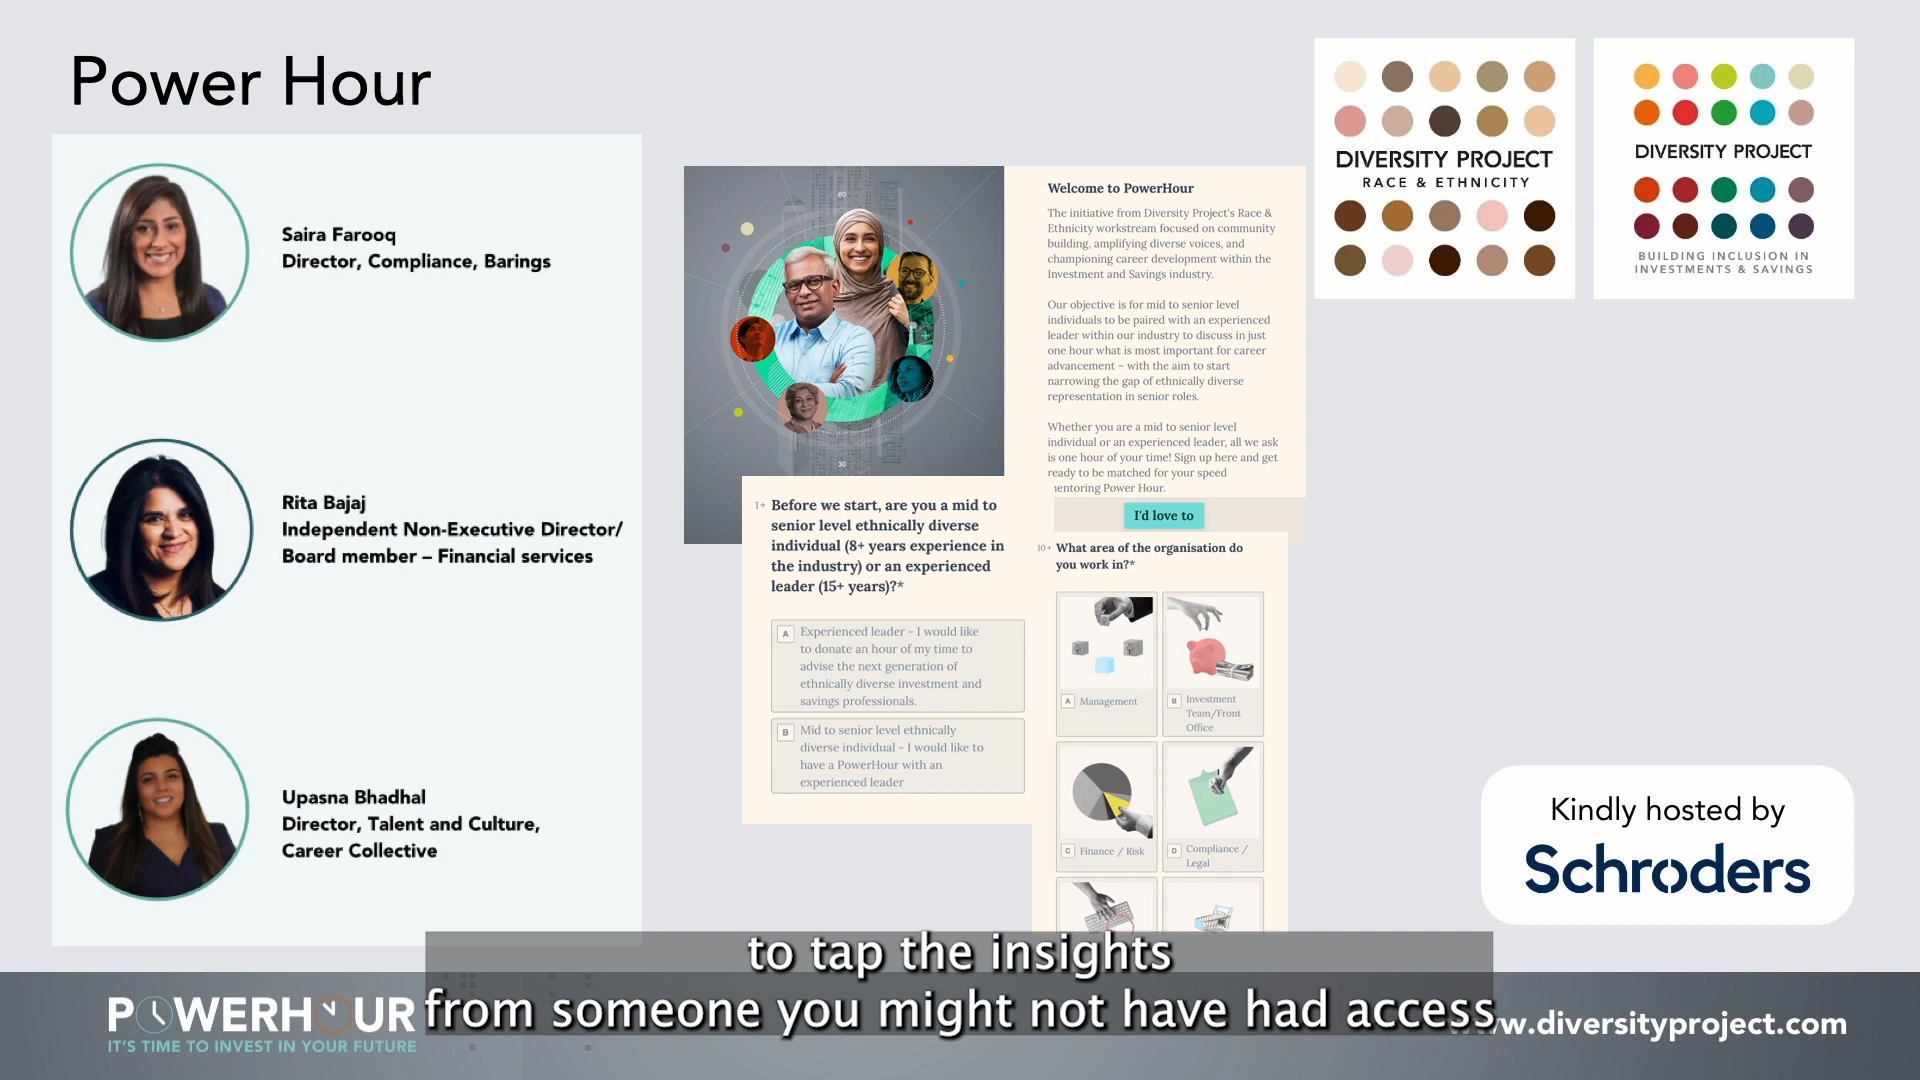 Power Hour
Saira Farooq
Director, Compliance, Barings
Rita Bajaj
Independent Non-Executive Director/
Board member – Financial services
Upasna Bhadhal
Director, Talent and Culture,
Career Collective
60
30
Welcome to PowerHour
The initiative from Diversity Project's Race &
Ethnicity workstream focused on community
building, amplifying diverse voices, and
championing career development within the
Investment and Savings industry.
Our objective is for mid to senior level
individuals to be paired with an experienced
leader within our industry to discuss in just
one hour what is most important for career
advancement – with the aim to start
narrowing the gap of ethnically diverse
representation in senior roles.
Whether you are a mid to senior level
individual or an experienced leader, all we ask
is one hour of your time! Sign up here and get
ready to be matched for your speed
mentoring Power Hour.
I'd love to
1→ Before we start, are you a mid to
senior level ethnically diverse
individual (8+ years experience in
the industry) or an experienced
leader (15+ years)?*
A Experienced leader - I would like
to donate an hour of my time to
advise the next generation of
ethnically diverse investment and
savings professionals.
B Mid to senior level ethnically
diverse individual - I would like to
have a PowerHour with an
experienced leader
10→ What area of the organisation do
you work in?*
A Management
B Investment
Team/Front
Office
C Finance / Risk
D Compliance /
Legal
DIVERSITY PROJECT
RACE & ETHNICITY
DIVERSITY PROJECT
BUILDING INCLUSION IN
INVESTMENTS & SAVINGS
Kindly hosted by
Schroders
to tap the insights
from someone you might not have had access
POWERHOUR
IT'S TIME TO INVEST IN YOUR FUTURE
www.diversityproject.com